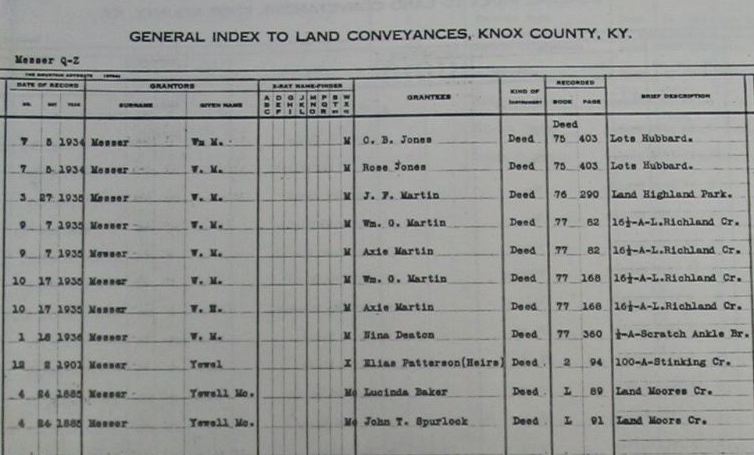 GENERAL INDEX TO LAND CONVEYANCES, KNOX COUNTY, KY.
Messer Q-Z
DATE OF RECORD GRANTORS X-RAY NAME-FINDER GRANTEES KIND OF INSTRUMENT RECORDED BRIEF DESCRIPTION
MO. DAY YEAR SURNAME GIVEN NAME BOOK PAGE
Deed
7 5 1934 Messer Wm M. M C. B. Jones Deed 75 403 Lots Hubbard.
7 5 1934 Messer W. M. M Rose Jones Deed 75 403 Lots Hubbard.
3 27 1935 Messer W. M. M J. F. Martin Deed 76 290 Land Highland Park.
9 7 1935 Messer W. M. M Wm. G. Martin Deed 77 82 16½-A-L.Richland Cr.
9 7 1935 Messer W. M. M Axie Martin Deed 77 82 16½-A-L.Richland Cr.
10 17 1935 Messer W. M. M Wm. G. Martin Deed 77 168 16½-A-L.Richland Cr.
10 17 1935 Messer W. M. M Axie Martin Deed 77 168 16½-A-L.Richland Cr.
1 18 1936 Messer W. M. M Nina Deaton Deed 77 360 ½-A-Scratch Ankle Br.
12 2 1901 Messer Yewel X Elias Patterson(Heirs) Deed 2 94 100-A-Stinking Cr.
4 24 1885 Messer Yewell Mc. Mc Lucinda Baker Deed L 89 Land Moores Cr.
4 24 1885 Messer Yewell Mc. Mc John T. Spurlock Deed L 91 Land Moore Cr.